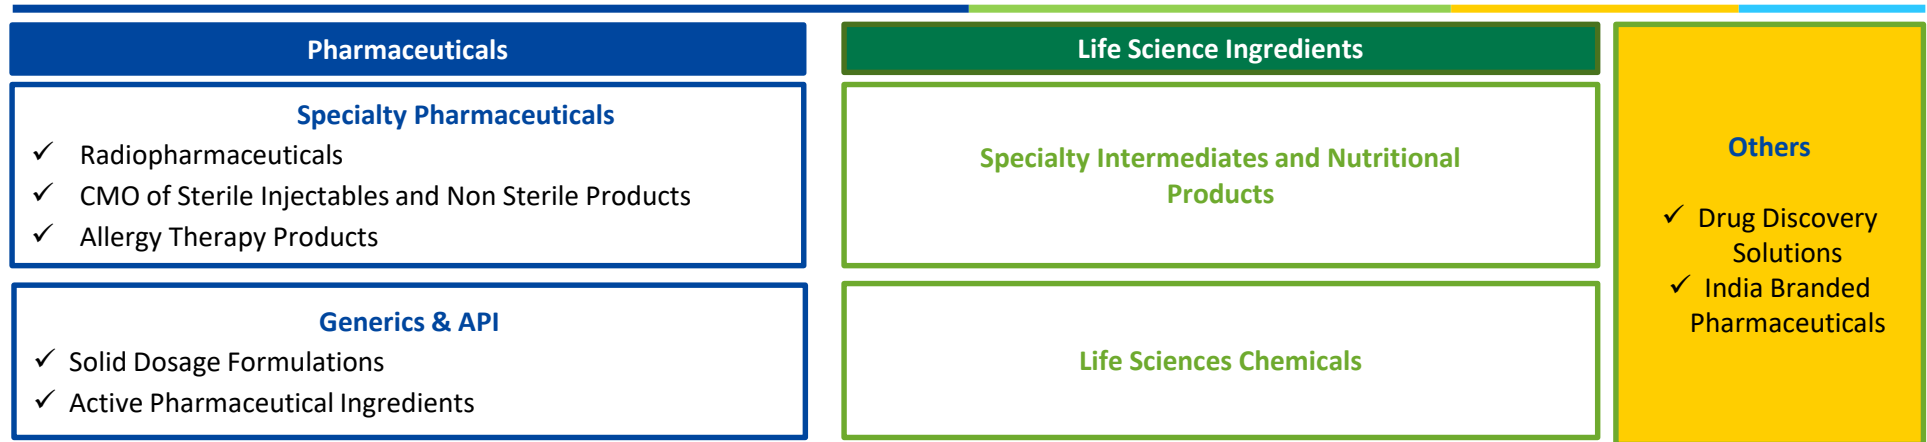 Pharmaceuticals
Specialty Pharmaceuticals
✓ Radiopharmaceuticals
✓ CMO of Sterile Injectables and Non Sterile Products
✓ Allergy Therapy Products
Generics & API
✓ Solid Dosage Formulations
✓ Active Pharmaceutical Ingredients
Life Science Ingredients
Specialty Intermediates and Nutritional
Products
Life Sciences Chemicals
Others
✓ Drug Discovery
Solutions
✓ India Branded
Pharmaceuticals